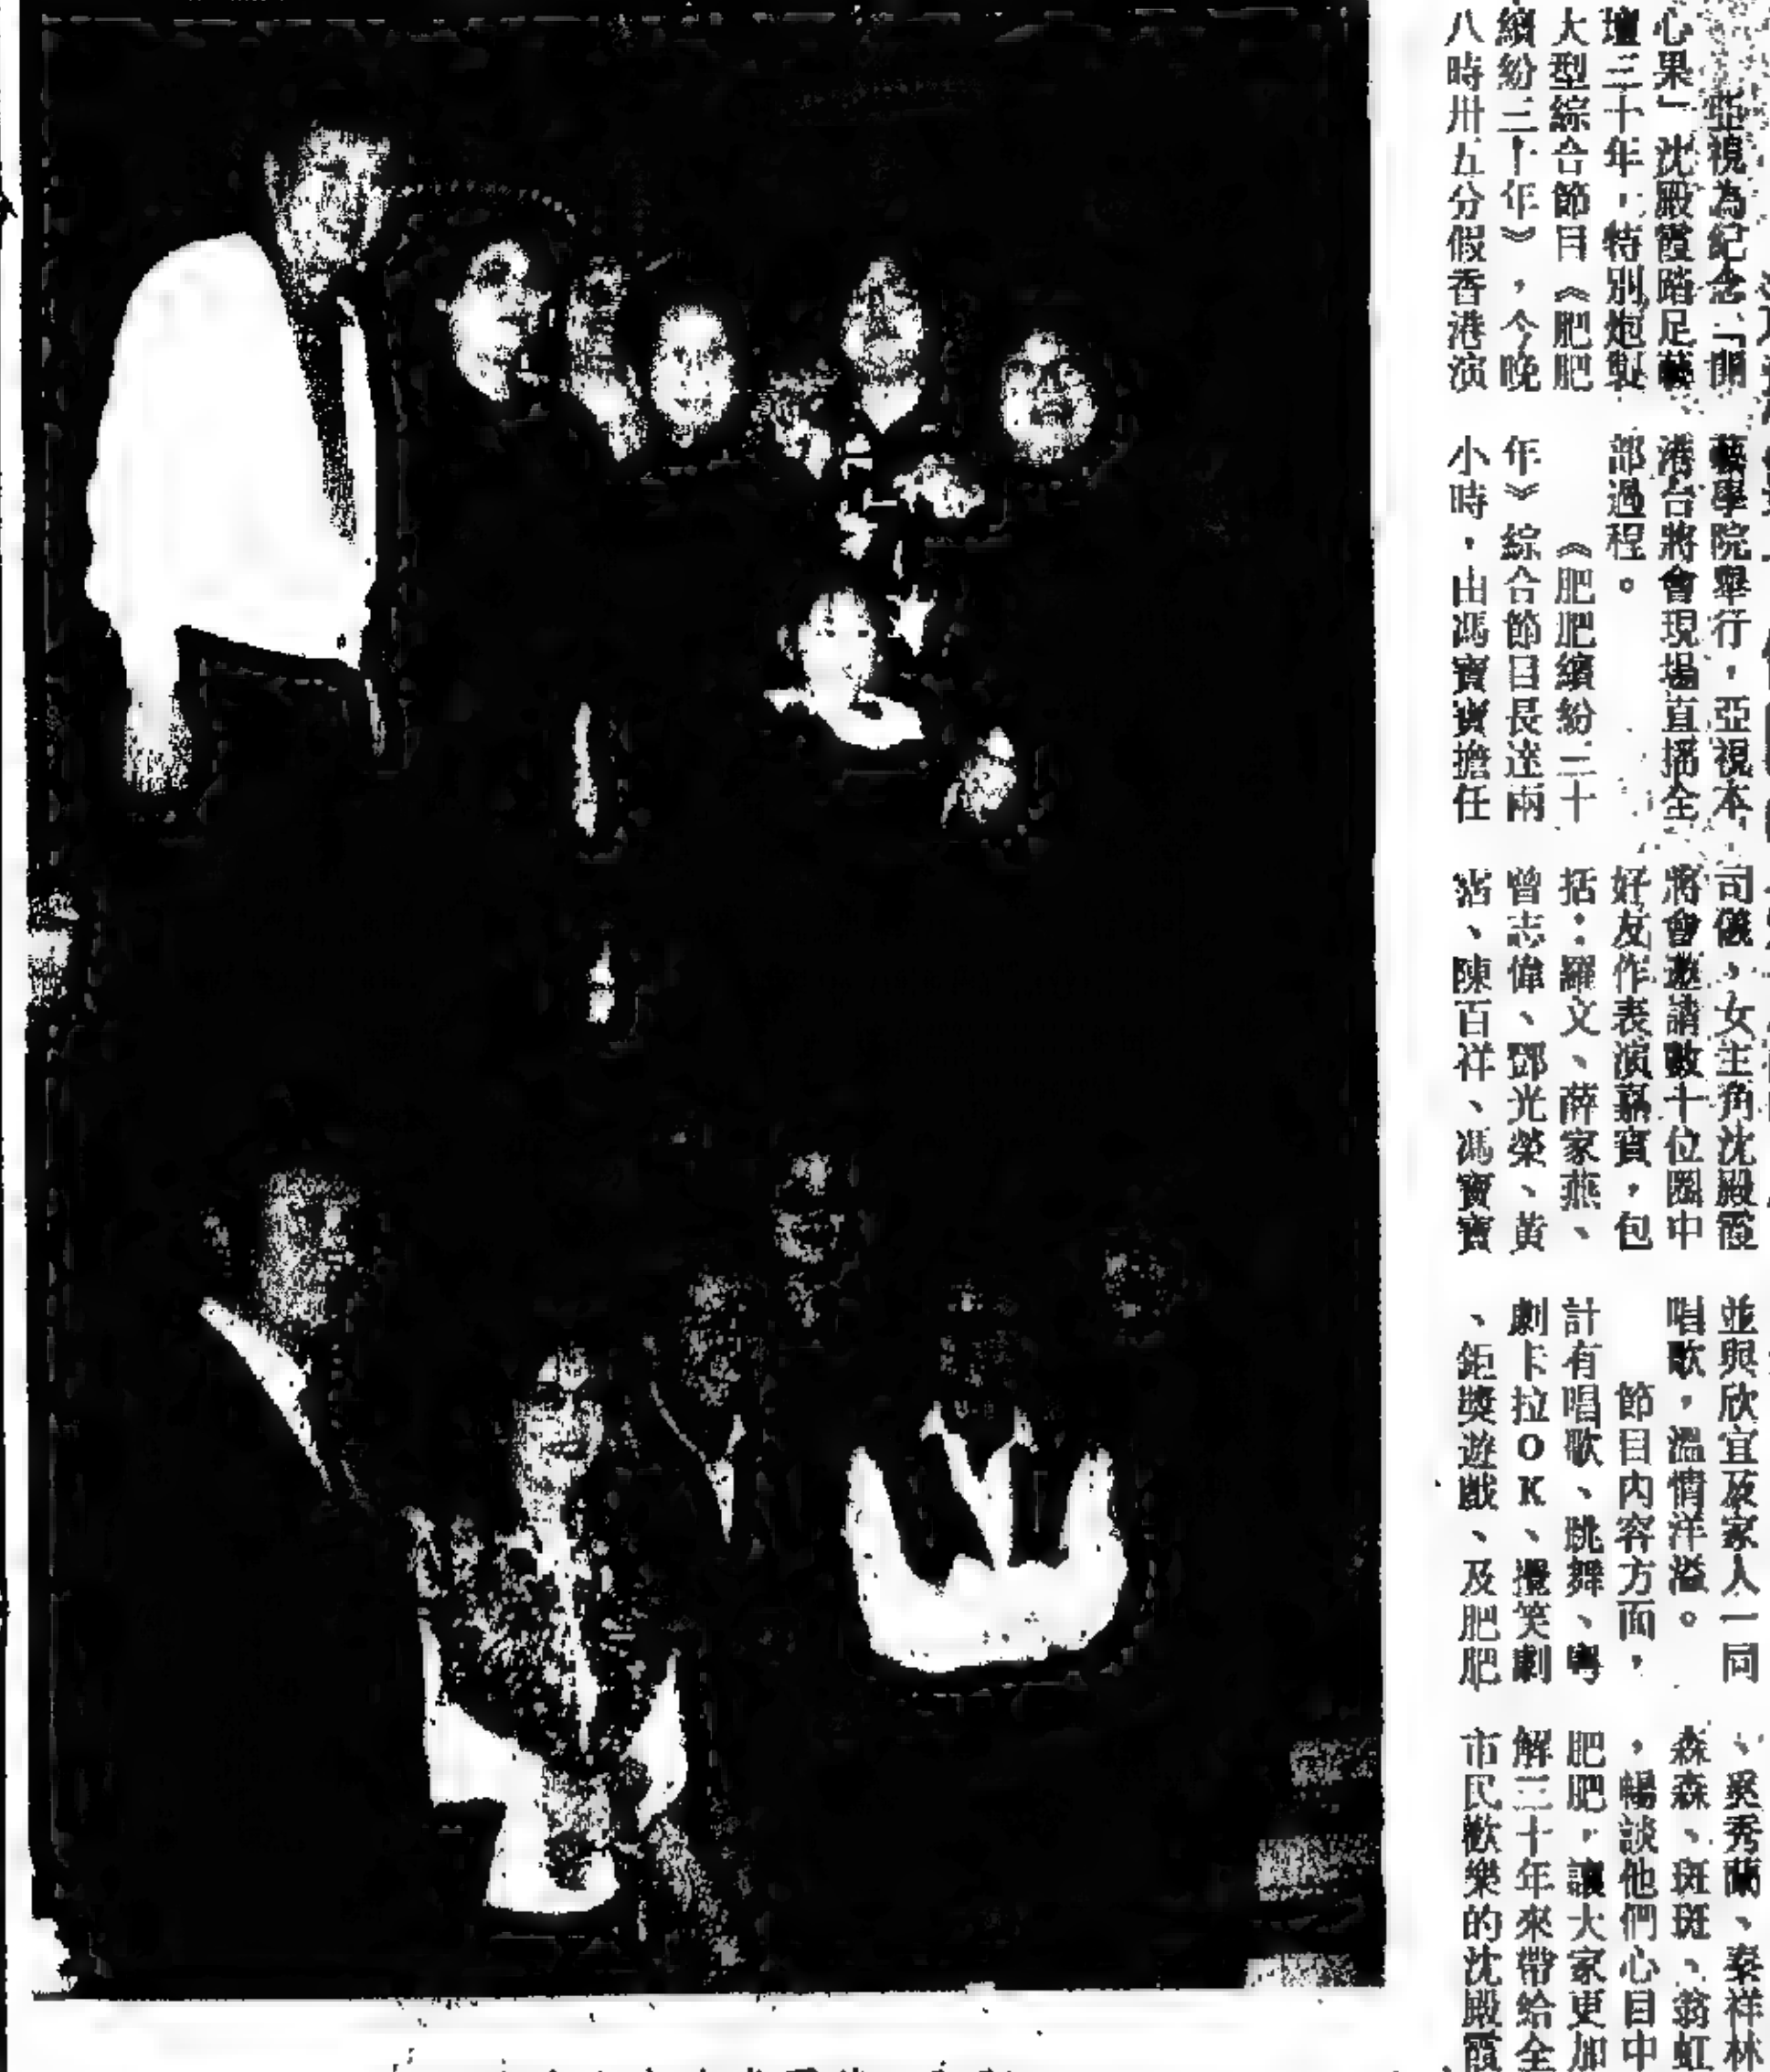 亞視為紀念「開
心果」沈殿霞踏足藝
壇三十年，特別炮製
大型綜合節目《肥肥
繽紛三十年》，今晚
八時卅五分假香港演
藝學院舉行，亞視本
港台將會現場直播全
部過程。
《肥肥繽紛三十
年》綜合節目長達兩
小時，由馮寶寶擔任
司儀，女主角沈殿霞
將會邀請數十位圈中
好友作表演嘉賓，包
括：羅文、薛家燕、
曾志偉、鄧光榮、黃
霑、陳百祥、馮寶寶
並與欣宜及家人一同
唱歌，溫情洋溢。
節目內容方面，
計有唱歌、跳舞、粵
劇卡拉OK、攪笑劇
、鉅獎遊戲、及肥肥
、吳秀蘭、秦祥林
森森、斑斑、翁虹
，暢談他們心目中
肥肥，讓大家更加
解三十年來帶給全
市民歡樂的沈殿霞